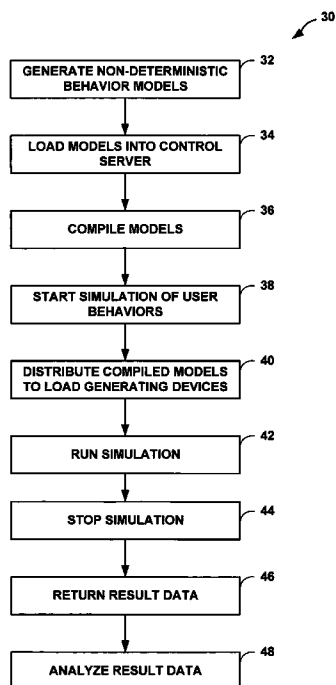 30
32
GENERATE NON-DETERMINISTIC
BEHAVIOR MODELS
34
LOAD MODELS INTO CONTROL
SERVER
36
COMPILE MODELS
38
START SIMULATION OF USER
BEHAVIORS
40
DISTRIBUTE COMPILED MODELS
TO LOAD GENERATING DEVICES
42
RUN SIMULATION
44
STOP SIMULATION
46
RETURN RESULT DATA
48
ANALYZE RESULT DATA